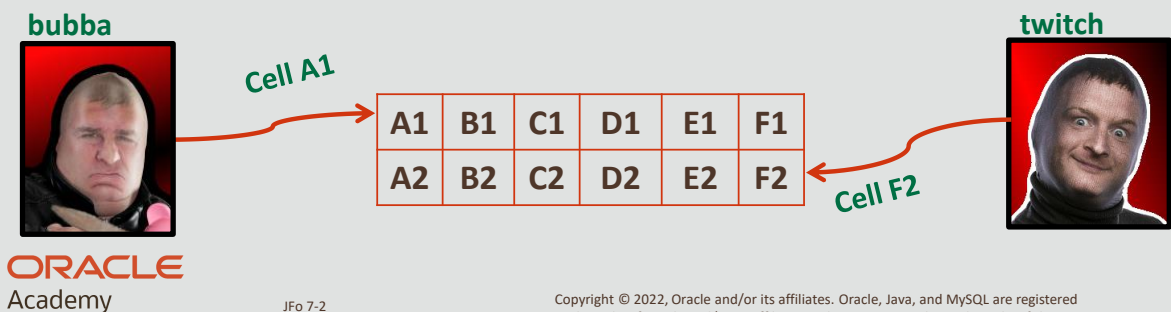 bubba
twitch
Cell A1
A1 B1 C1 D1 E1 F1
A2 B2 C2 D2 E2 F2
Cell F2
ORACLE
Academy
JFo 7-2
Copyright © 2022, Oracle and/or its affiliates. Oracle, Java, and MySQL are registered